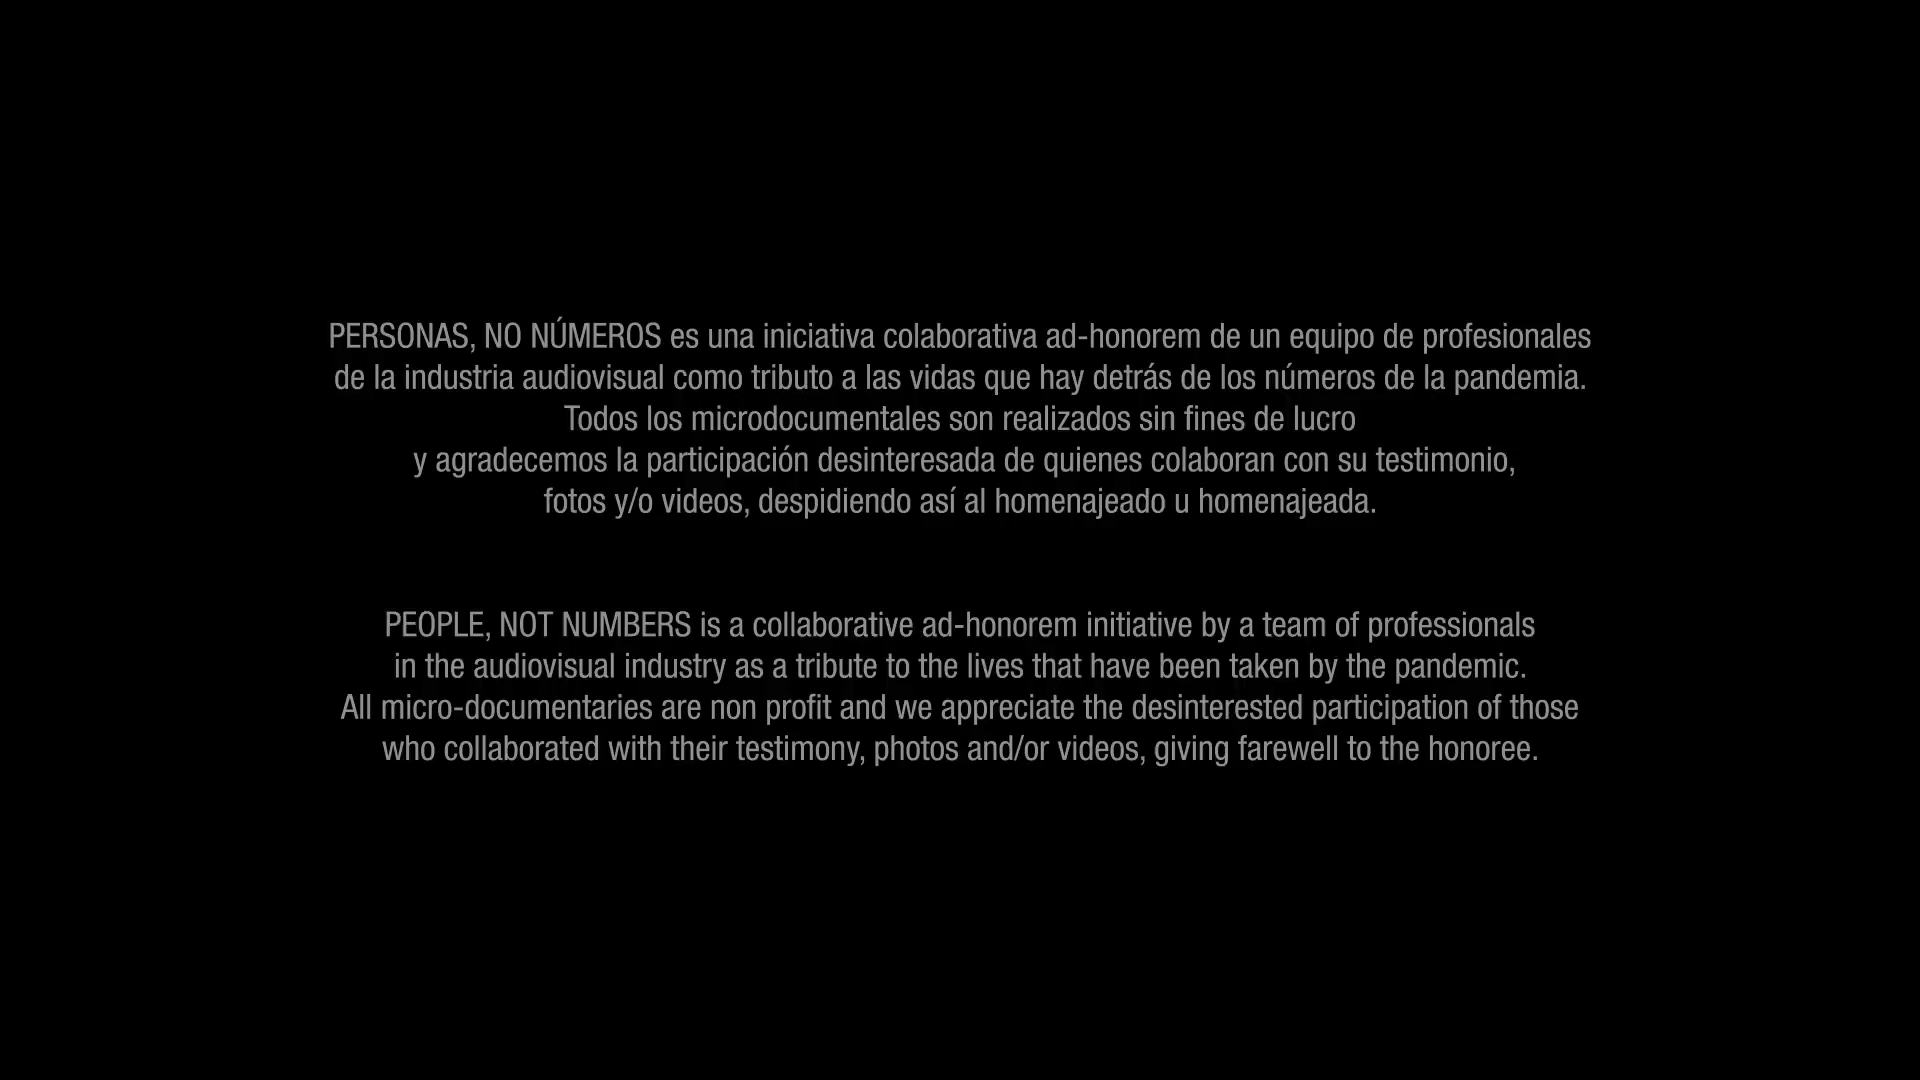 PERSONAS, NO NÚMEROS es una iniciativa colaborativa ad-honorem de un equipo de profesionales
de la industria audiovisual como tributo a las vidas que hay detrás de los números de la pandemia.
Todos los microdocumentales son realizados sin fines de lucro
y agradecemos la participación desinteresada de quienes colaboran con su testimonio,
fotos y/o videos, despidiendo así al homenajeado u homenajeada.
PEOPLE, NOT NUMBERS is a collaborative ad-honorem initiative by a team of professionals
in the audiovisual industry as a tribute to the lives that have been taken by the pandemic.
All micro-documentaries are non profit and we appreciate the desinterested participation of those
who collaborated with their testimony, photos and/or videos, giving farewell to the honoree.